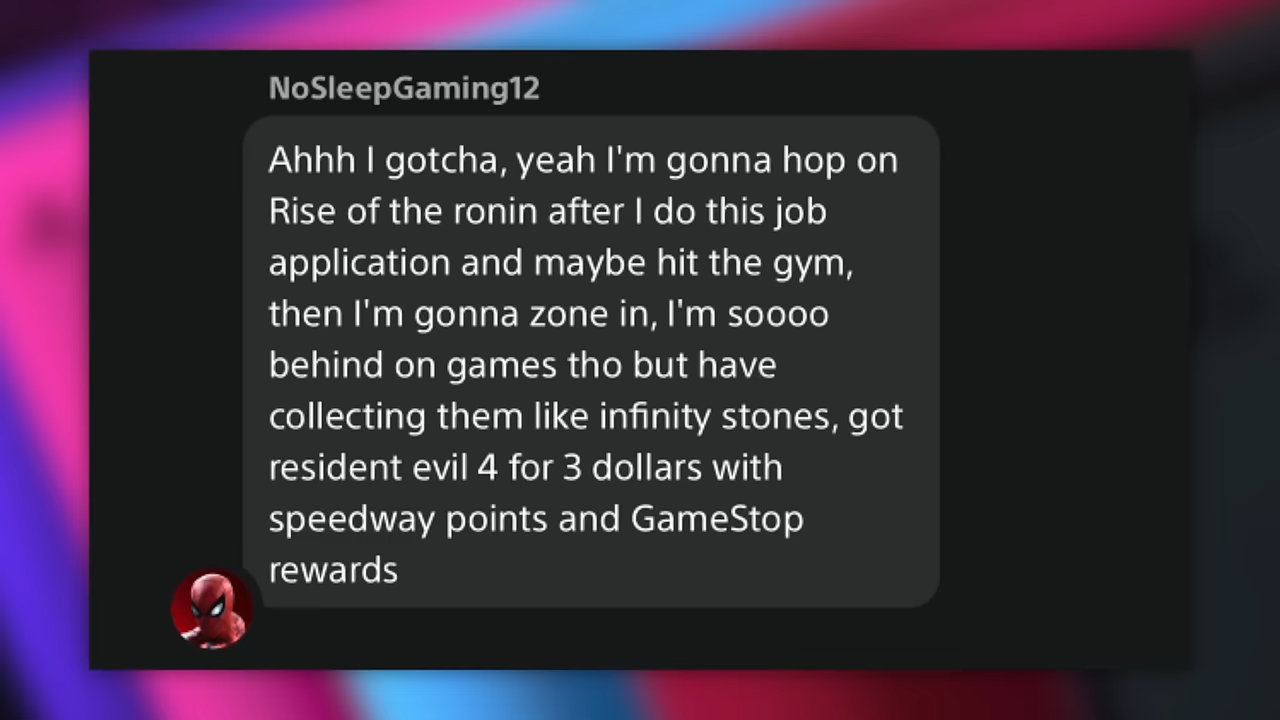 NoSleepGaming12
Ahhh I gotcha, yeah I'm gonna hop on
Rise of the ronin after I do this job
application and maybe hit the gym,
then I'm gonna zone in, I'm soooo
behind on games tho but have
collecting them like infinity stones, got
resident evil 4 for 3 dollars with
speedway points and GameStop
rewards